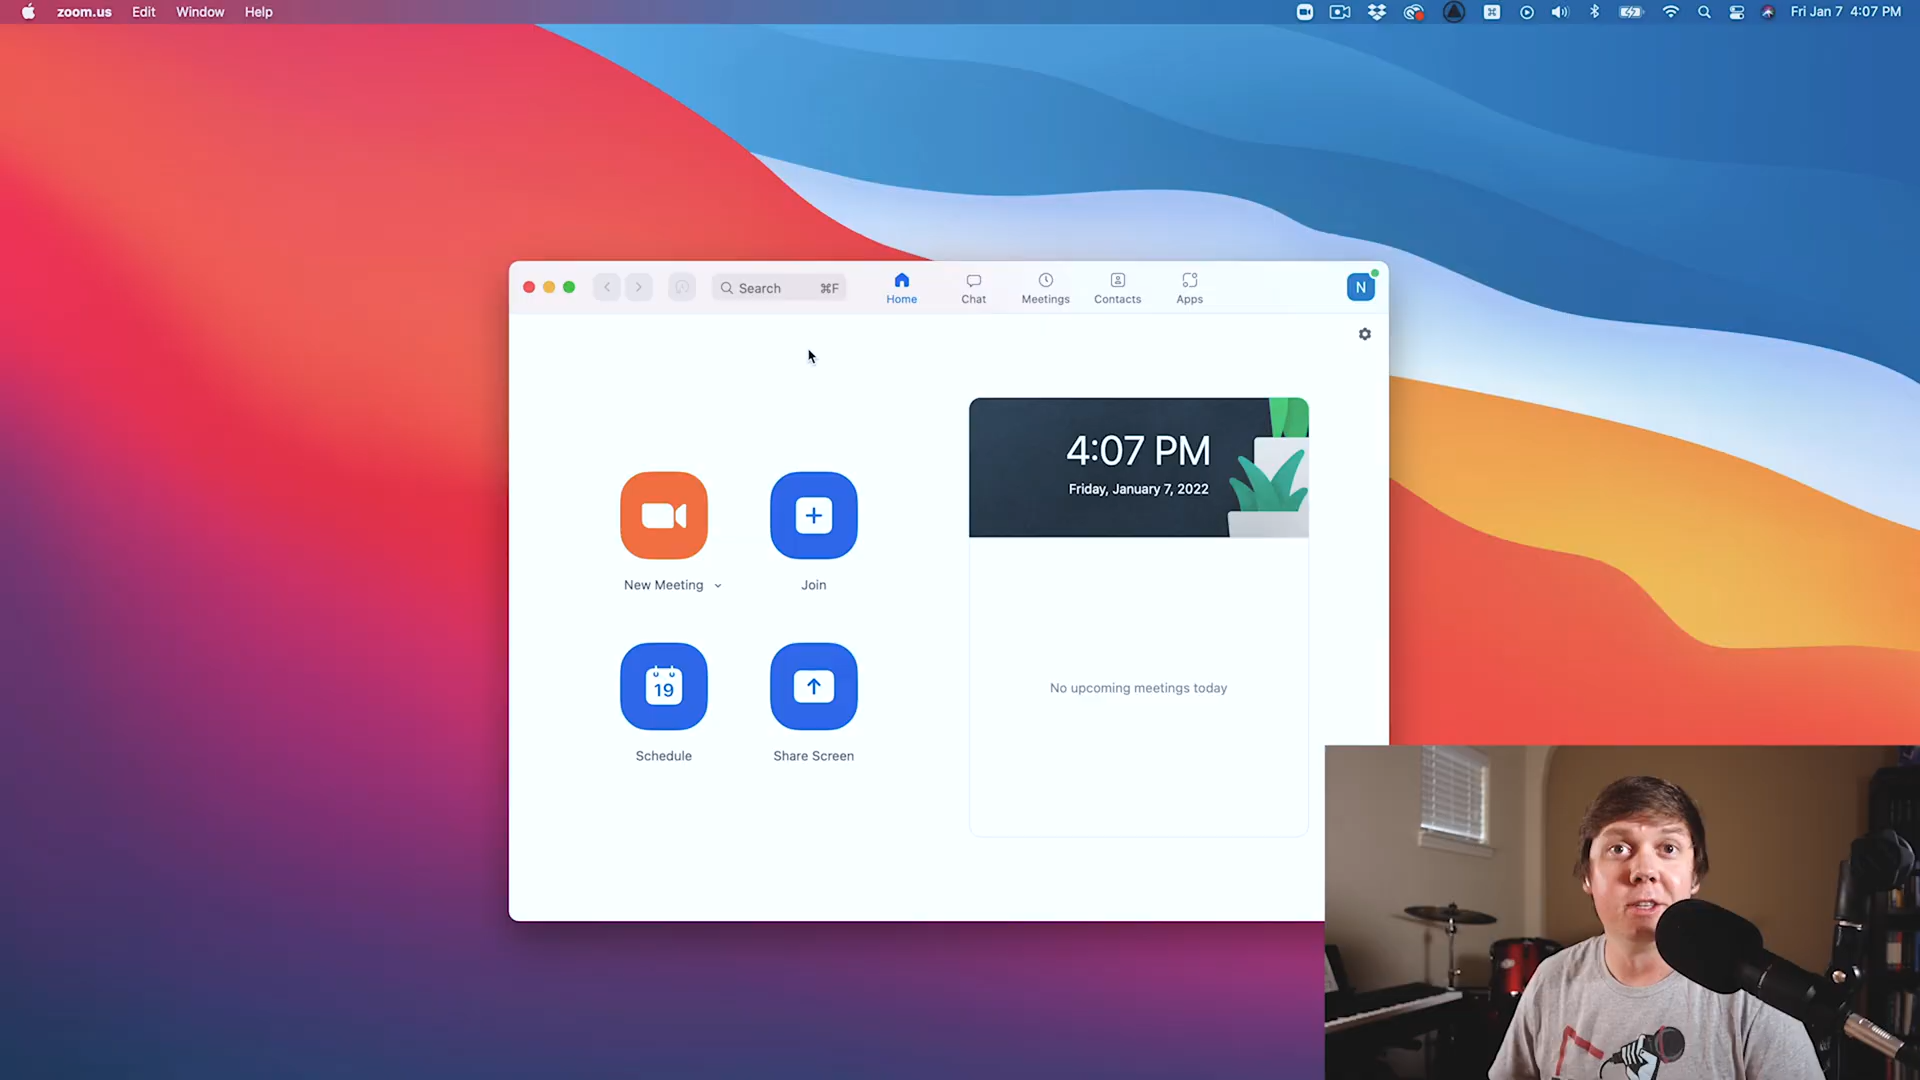 zoom.us Edit Window Help Fri Jan 7 4:07 PM
Search ⌘F Home Chat Meetings Contacts Apps N
4:07 PM
Friday, January 7, 2022
New Meeting Join
19
No upcoming meetings today
Schedule Share Screen